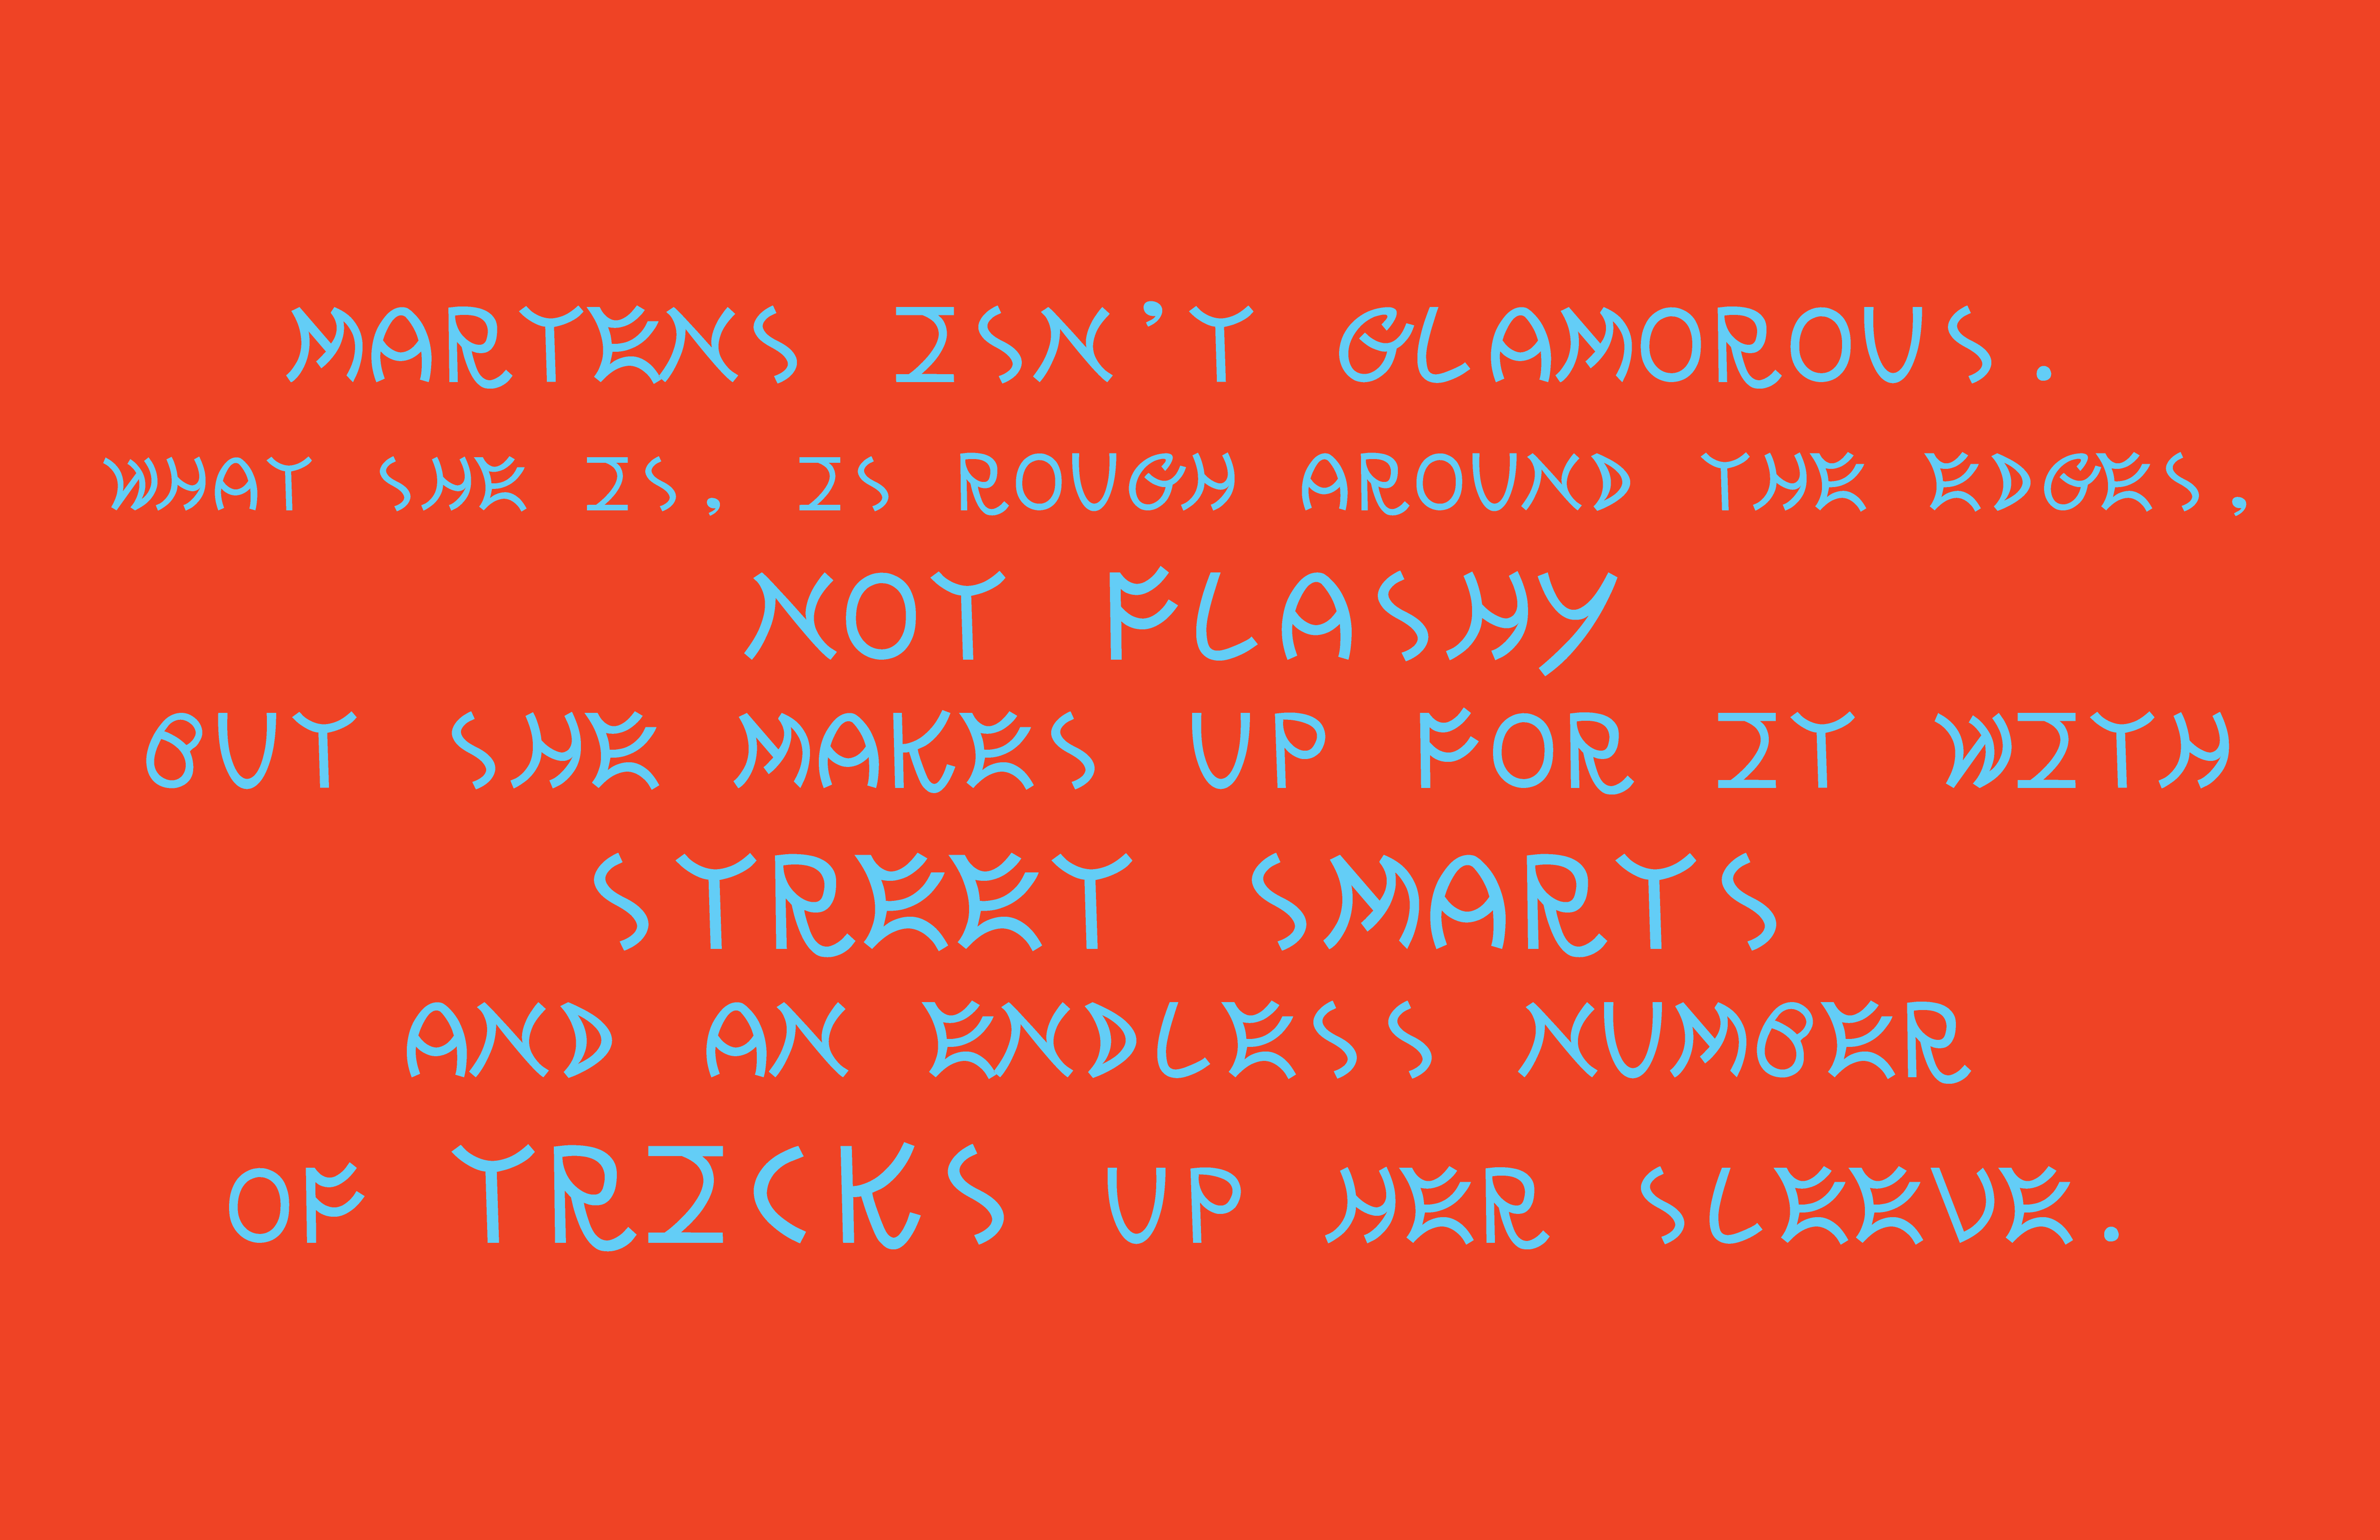 MARTENS ISN'T GLAMOROUS.
WHAT SHE IS, IS ROUGH AROUND THE EDGES,
NOT FLASHY
BUT SHE MAKES UP FOR IT WITH
STREET SMARTS
AND AN ENDLESS NUMBER
OF TRICKS UP HER SLEEVE.